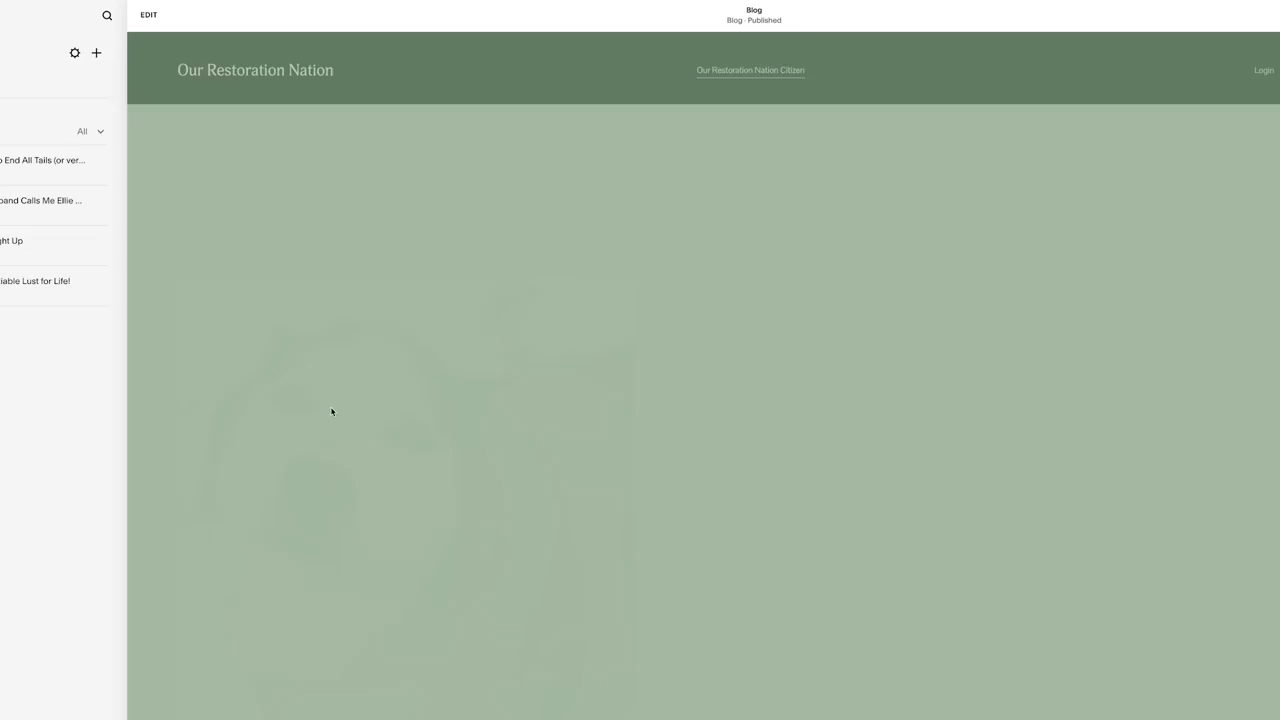 EDIT
Blog
Blog · Published
Our Restoration Nation
Our Restoration Nation Citizen
Login
All
End All Tails (or ver...
band Calls Me Ellie ...
ght Up
iable Lust for Life!